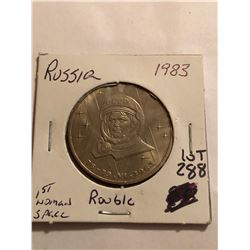 RUSSIA
1983
LOT
288
1ST
WOMAN
SPACE
Rouble